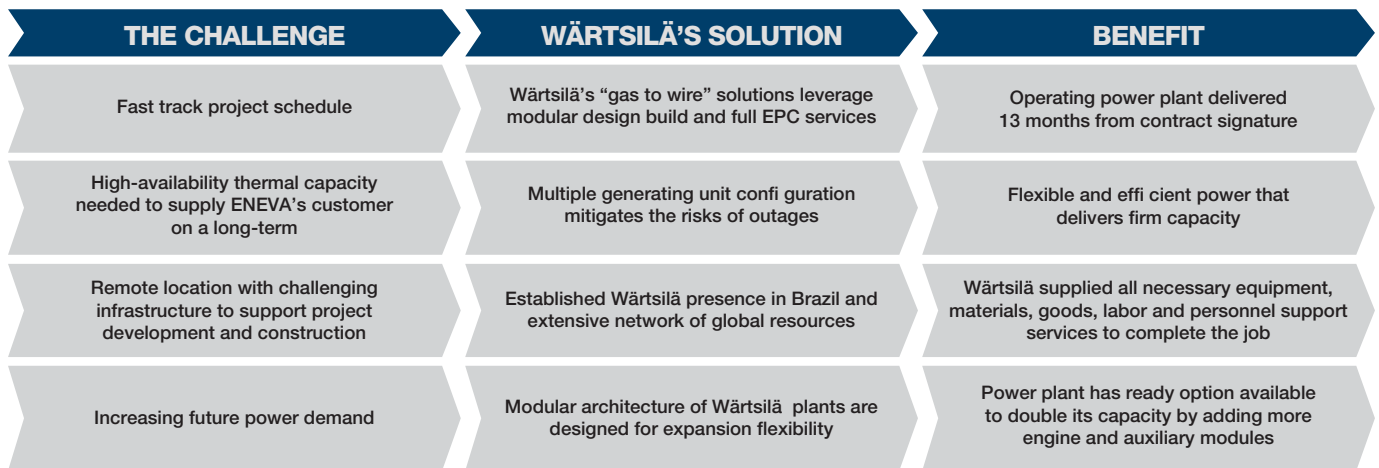 THE CHALLENGE
WÄRTSILÄ’S SOLUTION
BENEFIT
Fast track project schedule
Wärtsilä’s “gas to wire” solutions leverage
modular design build and full EPC services
Operating power plant delivered
13 months from contract signature
High-availability thermal capacity
needed to supply ENEVA’s customer
on a long-term
Multiple generating unit confi guration
mitigates the risks of outages
Flexible and effi cient power that
delivers firm capacity
Remote location with challenging
infrastructure to support project
development and construction
Established Wärtsilä presence in Brazil and
extensive network of global resources
Wärtsilä supplied all necessary equipment,
materials, goods, labor and personnel support
services to complete the job
Increasing future power demand
Modular architecture of Wärtsilä  plants are
designed for expansion flexibility
Power plant has ready option available
to double its capacity by adding more
engine and auxiliary modules